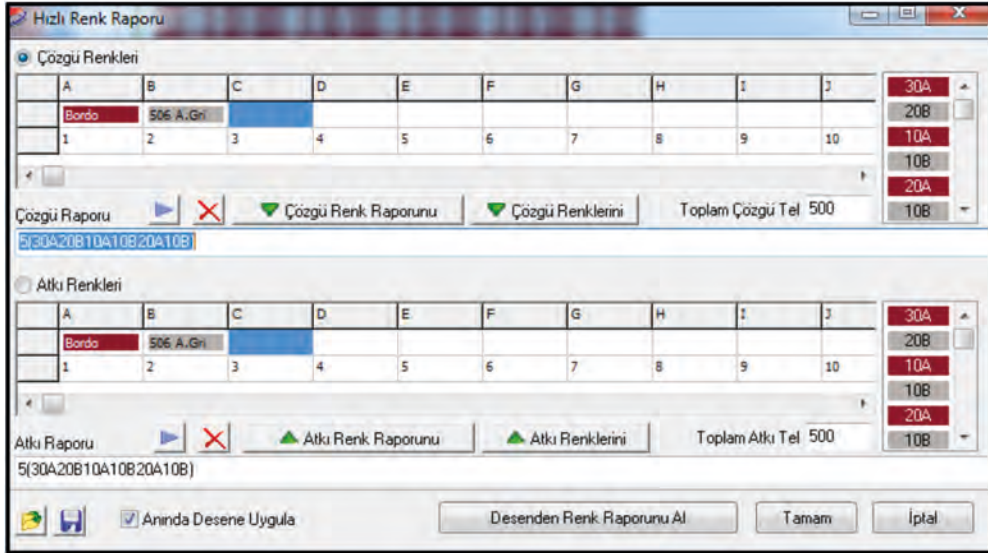 Hızlı Renk Raporu
Çözgü Renkleri
A B C D E F G H I J
Bordo 506 A.Gri
1 2 3 4 5 6 7 8 9 10
30A
20B
10A
10B
20A
10B
Çözgü Raporu Çözgü Renk Raporunu Çözgü Renklerini Toplam Çözgü Tel 500
5(30A20B10A10B20A10B)
Atkı Renkleri
A B C D E F G H I J
Bordo 506 A.Gri
1 2 3 4 5 6 7 8 9 10
30A
20B
10A
10B
20A
10B
Atkı Raporu Atkı Renk Raporunu Atkı Renklerini Toplam Atkı Tel 500
5(30A20B10A10B20A10B)
Anında Desene Uygula Desenden Renk Raporunu Al Tamam İptal